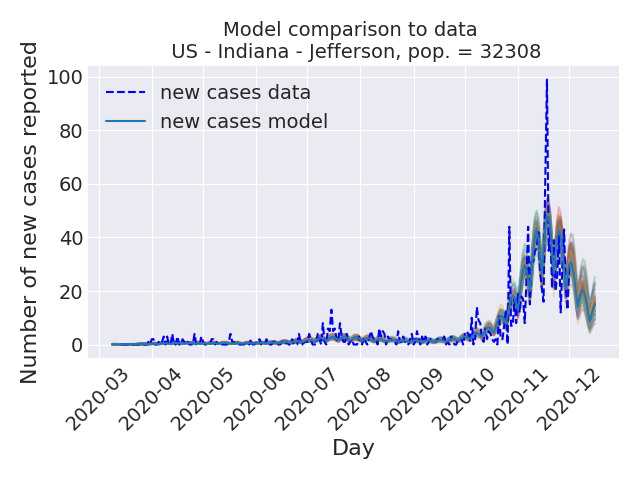 Model comparison to data
US - Indiana - Jefferson, pop. = 32308
Number of new cases reported
100
80
60
40
20
0
new cases data
new cases model
2020-03
2020-04
2020-05
2020-06
2020-07
2020-08
2020-09
2020-10
2020-11
2020-12
Day